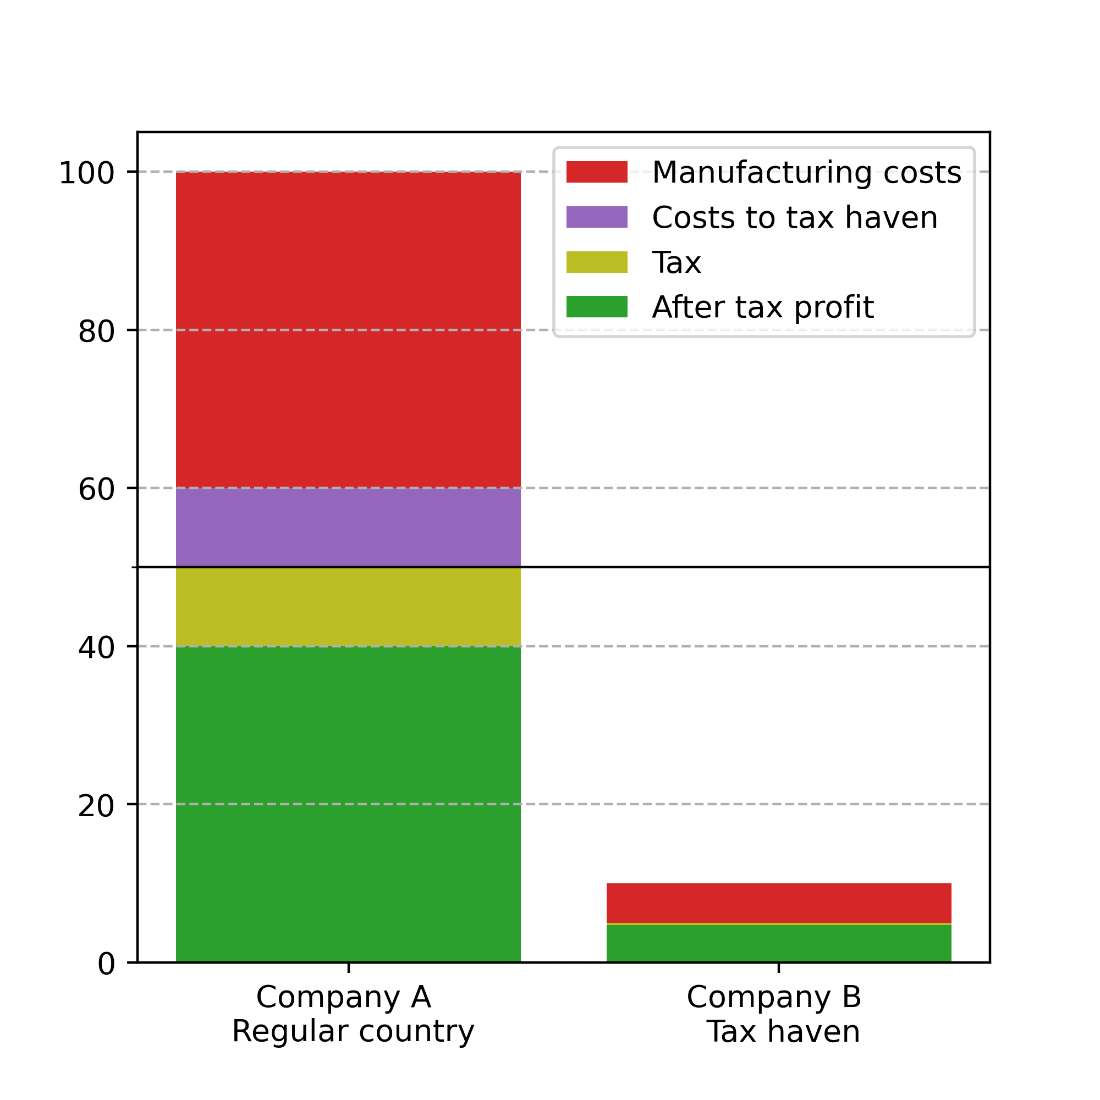 100
80
60
40
20
0
Manufacturing costs
Costs to tax haven
Tax
After tax profit
Company A
Regular country
Company B
Tax haven